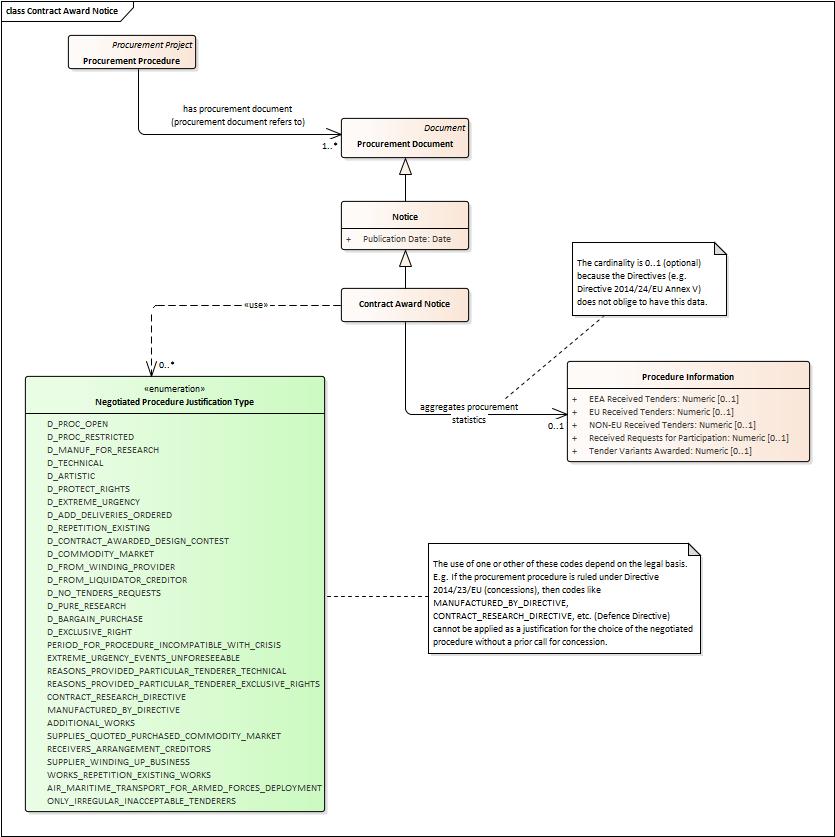 class Contract Award Notice
Procurement Project
Procurement Procedure
has procurement document
(procurement document refers to)
1..*
Document
Procurement Document
Notice
+ Publication Date: Date
Contract Award Notice
The cardinality is 0..1 (optional)
because the Directives (e.g.
Directive 2014/24/EU Annex V)
does not oblige to have this data.
«use»
0..*
aggregates procurement
statistics
0..1
Procedure Information
+ EEA Received Tenders: Numeric [0..1]
+ EU Received Tenders: Numeric [0..1]
+ NON-EU Received Tenders: Numeric [0..1]
+ Received Requests for Participation: Numeric [0..1]
+ Tender Variants Awarded: Numeric [0..1]
«enumeration»
Negotiated Procedure Justification Type
D_PROC_OPEN
D_PROC_RESTRICTED
D_MANUF_FOR_RESEARCH
D_TECHNICAL
D_ARTISTIC
D_PROTECT_RIGHTS
D_EXTREME_URGENCY
D_ADD_DELIVERIES_ORDERED
D_REPETITION_EXISTING
D_CONTRACT_AWARDED_DESIGN_CONTEST
D_COMMODITY_MARKET
D_FROM_WINDING_PROVIDER
D_FROM_LIQUIDATOR_CREDITOR
D_NO_TENDERS_REQUESTS
D_PURE_RESEARCH
D_BARGAIN_PURCHASE
D_EXCLUSIVE_RIGHT
PERIOD_FOR_PROCEDURE_INCOMPATIBLE_WITH_CRISIS
EXTREME_URGENCY_EVENTS_UNFORESEEABLE
REASONS_PROVIDED_PARTICULAR_TENDERER_TECHNICAL
REASONS_PROVIDED_PARTICULAR_TENDERER_EXCLUSIVE_RIGHTS
CONTRACT_RESEARCH_DIRECTIVE
MANUFACTURED_BY_DIRECTIVE
ADDITIONAL_WORKS
SUPPLIES_QUOTED_PURCHASED_COMMODITY_MARKET
RECEIVERS_ARRANGEMENT_CREDITORS
SUPPLIER_WINDING_UP_BUSINESS
WORKS_REPETITION_EXISTING_WORKS
AIR_MARITIME_TRANSPORT_FOR_ARMED_FORCES_DEPLOYMENT
ONLY_IRREGULAR_INACCEPTABLE_TENDERERS
The use of one or other of these codes depend on the legal basis.
E.g. If the procurement procedure is ruled under Directive
2014/23/EU (concessions), then codes like
MANUFACTURED_BY_DIRECTIVE,
CONTRACT_RESEARCH_DIRECTIVE, etc. (Defence Directive)
cannot be applied as a justification for the choice of the negotiated
procedure without a prior call for concession.